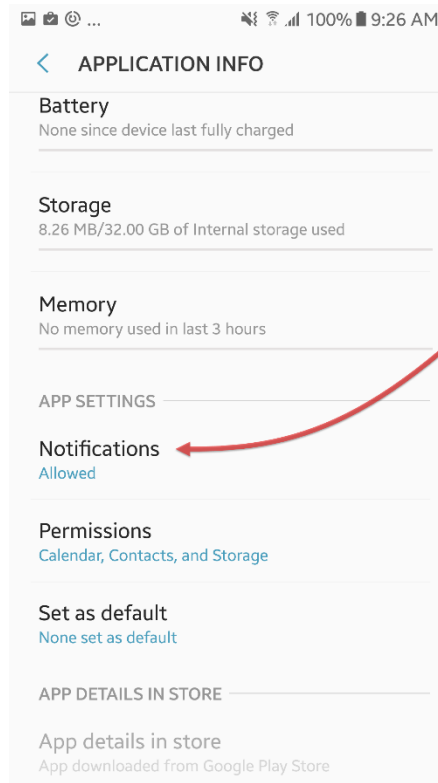 ... 100% 9:26 AM
APPLICATION INFO
Battery
None since device last fully charged
Storage
8.26 MB/32.00 GB of Internal storage used
Memory
No memory used in last 3 hours
APP SETTINGS
Notifications
Allowed
Permissions
Calendar, Contacts, and Storage
Set as default
None set as default
APP DETAILS IN STORE
App details in store
App downloaded from Google Play Store